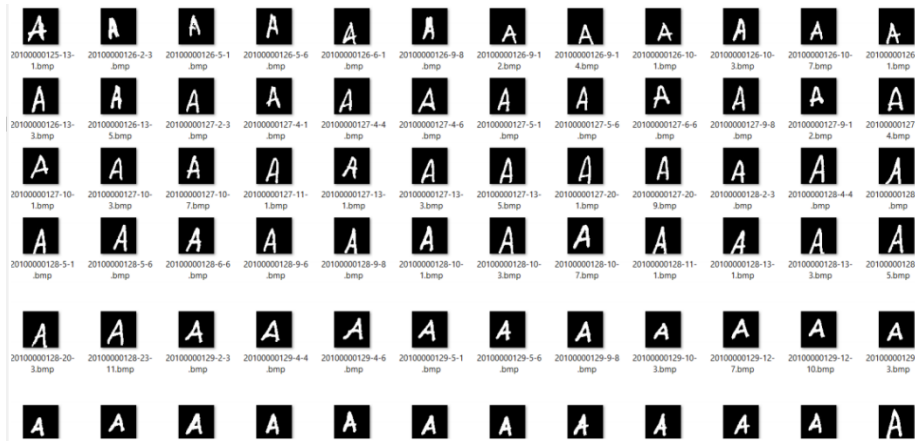 A A A A A A A A A A A A
20100000125-13- 20100000126-2-3 20100000126-5-1 20100000126-5-6 20100000126-6-1 20100000126-9-8 20100000126-9-1 20100000126-9-1 20100000126-10- 20100000126-10- 20100000126-10- 20100000126
1.bmp .bmp .bmp .bmp .bmp .bmp 2.bmp 4.bmp 1.bmp 3.bmp 7.bmp 1.bmp
A A A A A A A A A A A A
20100000126-13- 20100000126-13- 20100000127-2-3 20100000127-4-1 20100000127-4-4 20100000127-4-6 20100000127-5-1 20100000127-5-6 20100000127-6-6 20100000127-9-8 20100000127-9-1 20100000127
3.bmp 5.bmp .bmp .bmp .bmp .bmp .bmp .bmp .bmp .bmp 2.bmp 4.bmp
A A A A A A A A A A A A
20100000127-10- 20100000127-10- 20100000127-10- 20100000127-11- 20100000127-13- 20100000127-13- 20100000127-13- 20100000127-20- 20100000127-20- 20100000128-2-3 20100000128-4-4 20100000128
1.bmp 3.bmp 7.bmp 1.bmp 1.bmp 3.bmp 5.bmp 1.bmp 9.bmp .bmp .bmp .bmp
A A A A A A A A A A A A
20100000128-5-1 20100000128-5-6 20100000128-6-6 20100000128-9-6 20100000128-9-8 20100000128-10- 20100000128-10- 20100000128-10- 20100000128-11- 20100000128-13- 20100000128-13- 20100000128
.bmp .bmp .bmp .bmp .bmp 1.bmp 3.bmp 7.bmp 1.bmp 1.bmp 3.bmp 5.bmp
A A A A A A A A A A A A
20100000128-20- 20100000128-23- 20100000129-2-3 20100000129-4-4 20100000129-4-6 20100000129-5-1 20100000129-5-6 20100000129-9-8 20100000129-10- 20100000129-12- 20100000129-12- 20100000129
3.bmp 11.bmp .bmp .bmp .bmp .bmp .bmp .bmp 3.bmp 7.bmp 10.bmp 3.bmp
A A A A A A A A A A A A